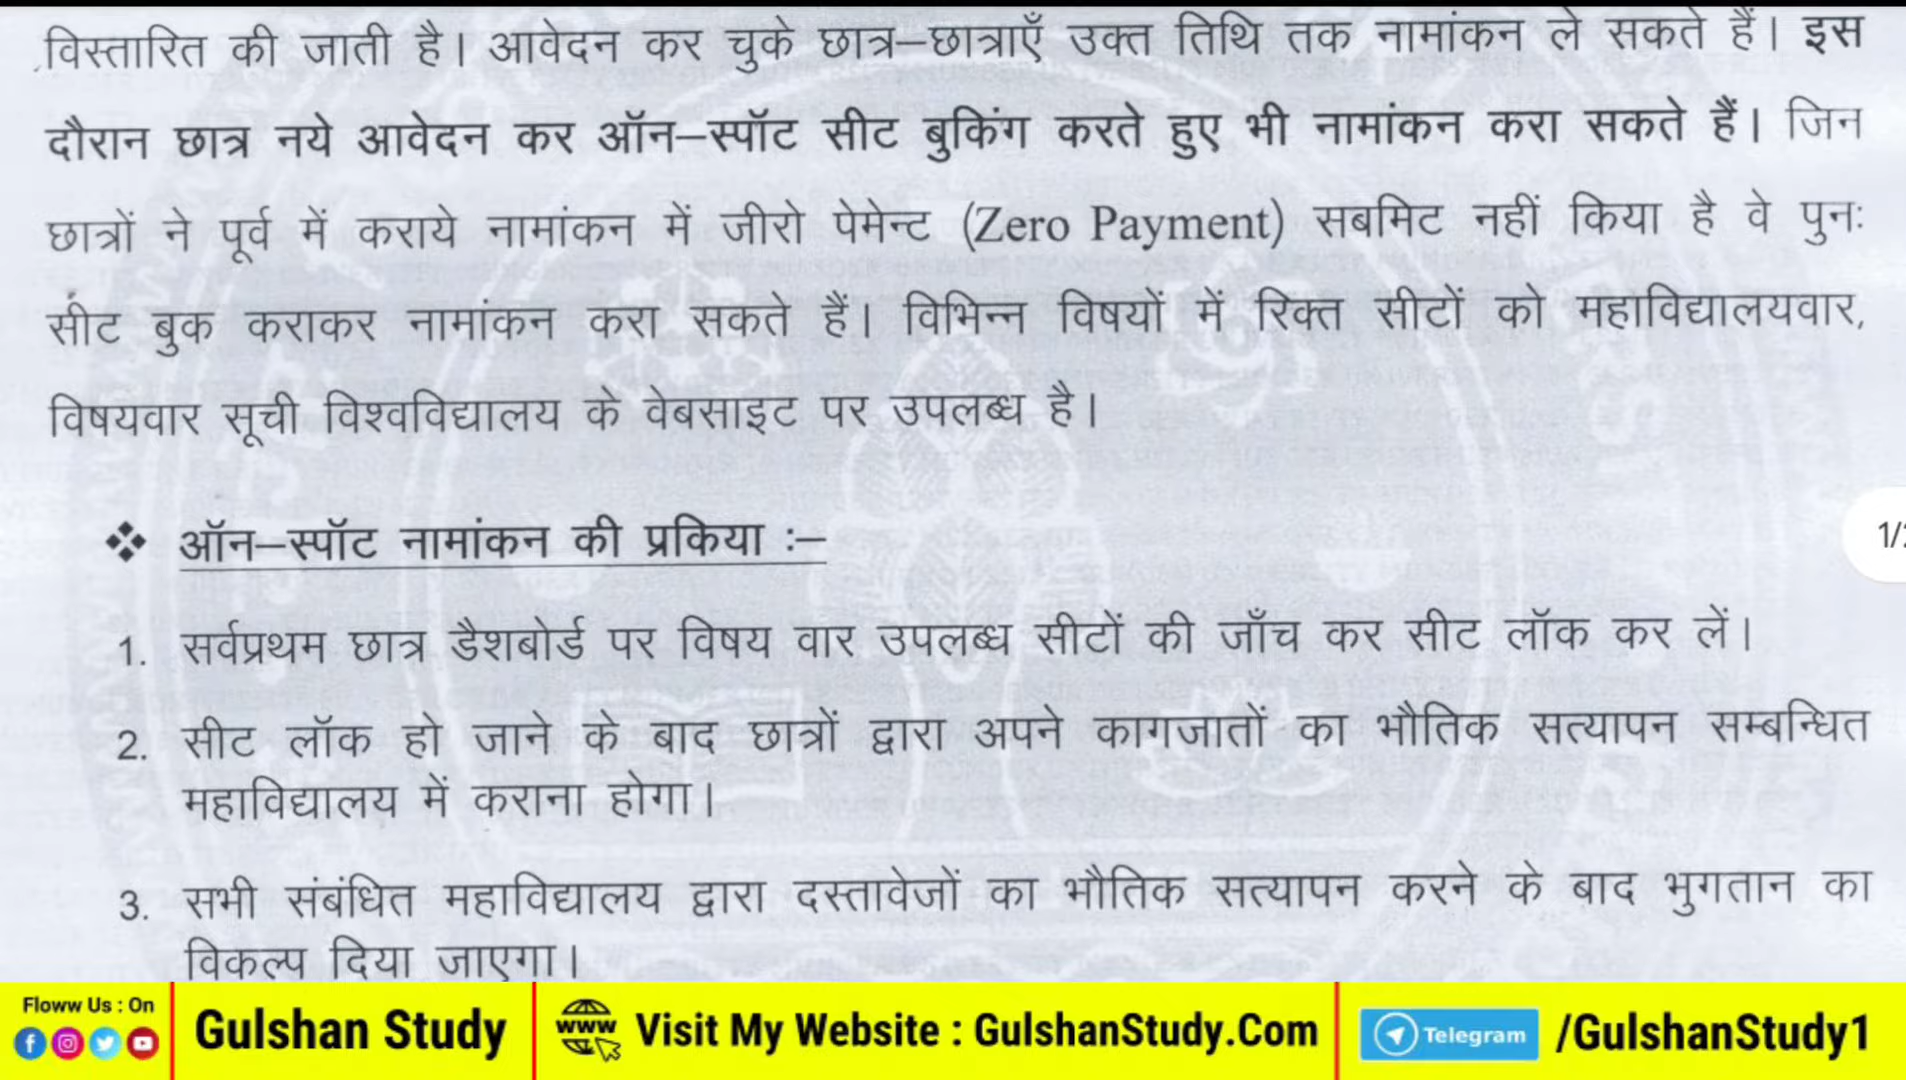 विस्तारित की जाती है। आवेदन कर चुके छात्र–छात्राएँ उक्त तिथि तक नामांकन ले सकते हैं। इस
दौरान छात्र नये आवेदन कर ऑन–स्पॉट सीट बुकिंग करते हुए भी नामांकन करा सकते हैं। जिन
छात्रों ने पूर्व में कराये नामांकन में जीरो पेमेन्ट (Zero Payment) सबमिट नहीं किया है वे पुनः
सीट बुक कराकर नामांकन करा सकते हैं। विभिन्न विषयों में रिक्त सीटों को महाविद्यालयवार,
विषयवार सूची विश्वविद्यालय के वेबसाइट पर उपलब्ध है।
❖ ऑन–स्पॉट नामांकन की प्रकिया :–
1/2
1. सर्वप्रथम छात्र डैशबोर्ड पर विषय वार उपलब्ध सीटों की जाँच कर सीट लॉक कर लें।
2. सीट लॉक हो जाने के बाद छात्रों द्वारा अपने कागजातों का भौतिक सत्यापन सम्बन्धित
महाविद्यालय में कराना होगा।
3. सभी संबंधित महाविद्यालय द्वारा दस्तावेजों का भौतिक सत्यापन करने के बाद भुगतान का
विकल्प दिया जाएगा।
Floww Us : On
Gulshan Study
www
Visit My Website : GulshanStudy.Com
Telegram
/GulshanStudy1